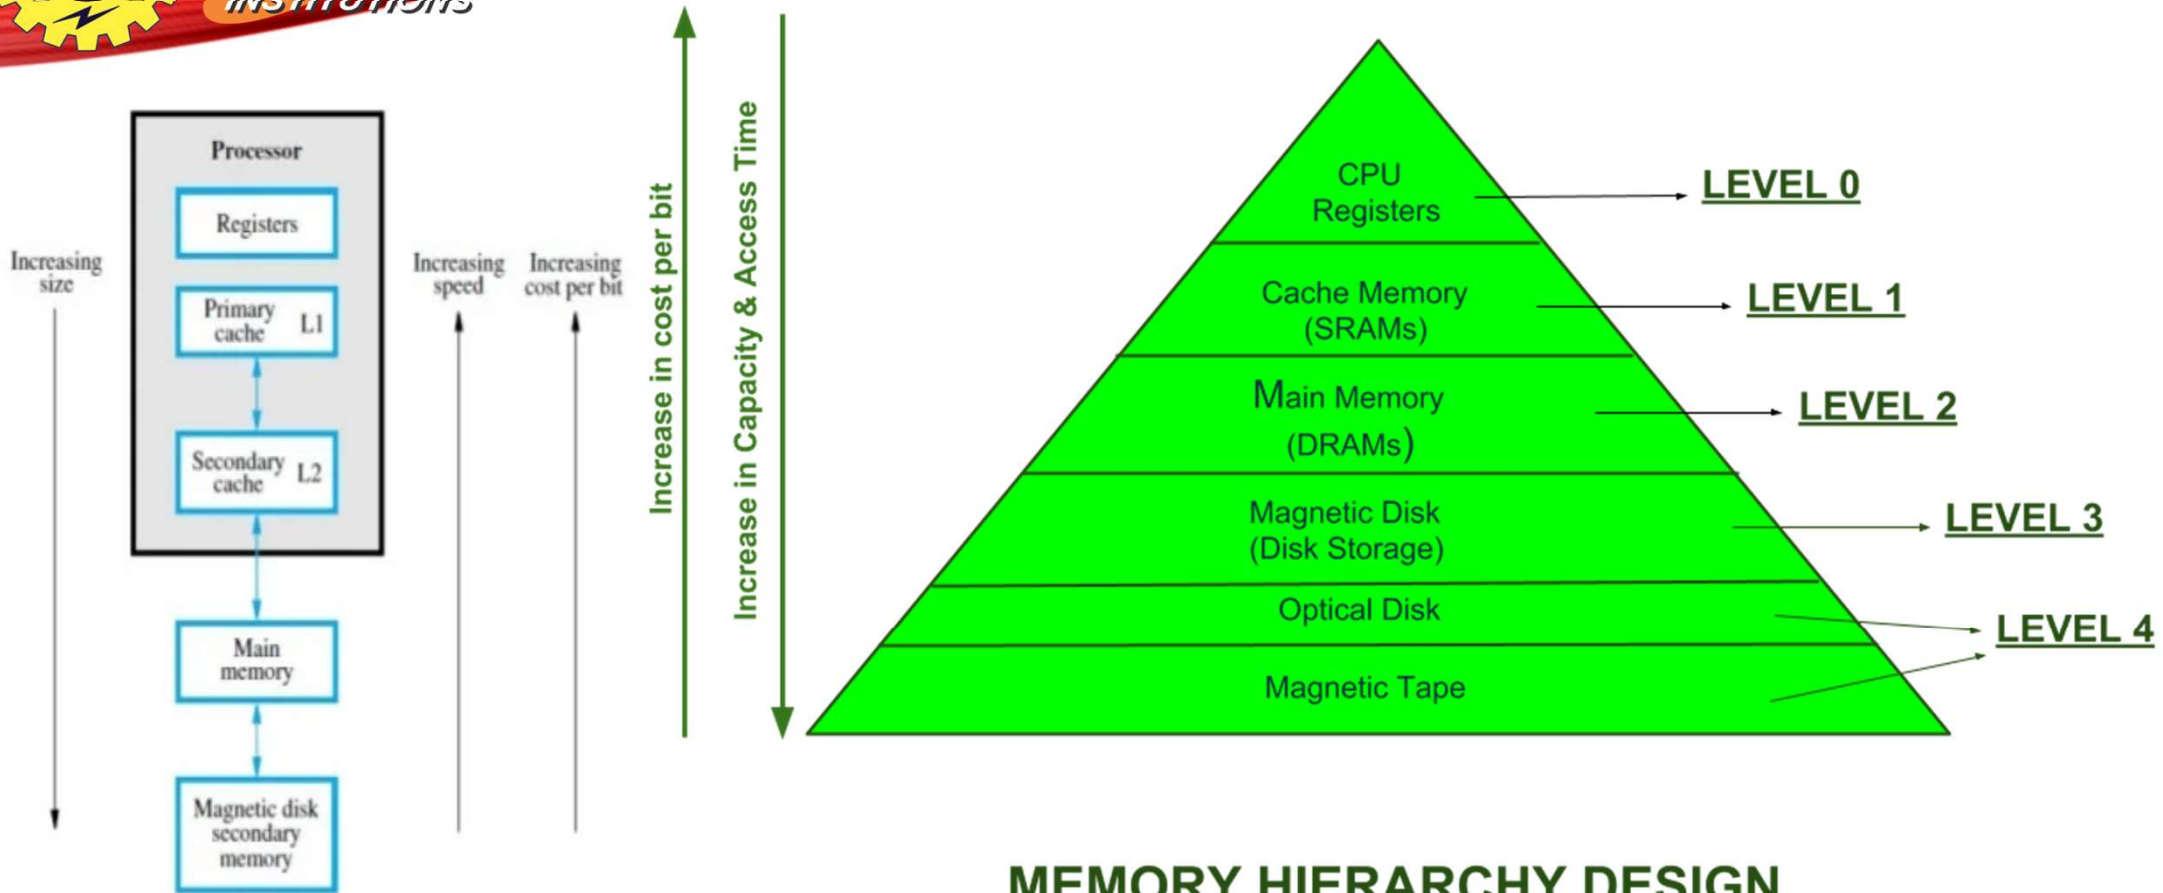 INSTITUTIONS
Processor
Registers
Increasing
size
Primary
cache L1
Secondary
cache L2
Main
memory
Magnetic disk
secondary
memory
Increasing
speed
Increasing
cost per bit
Increase in cost per bit
Increase in Capacity & Access Time
CPU
Registers
LEVEL 0
Cache Memory
(SRAMs)
LEVEL 1
Main Memory
(DRAMs)
LEVEL 2
Magnetic Disk
(Disk Storage)
LEVEL 3
Optical Disk
LEVEL 4
Magnetic Tape
MEMORY HIERARCHY DESIGN